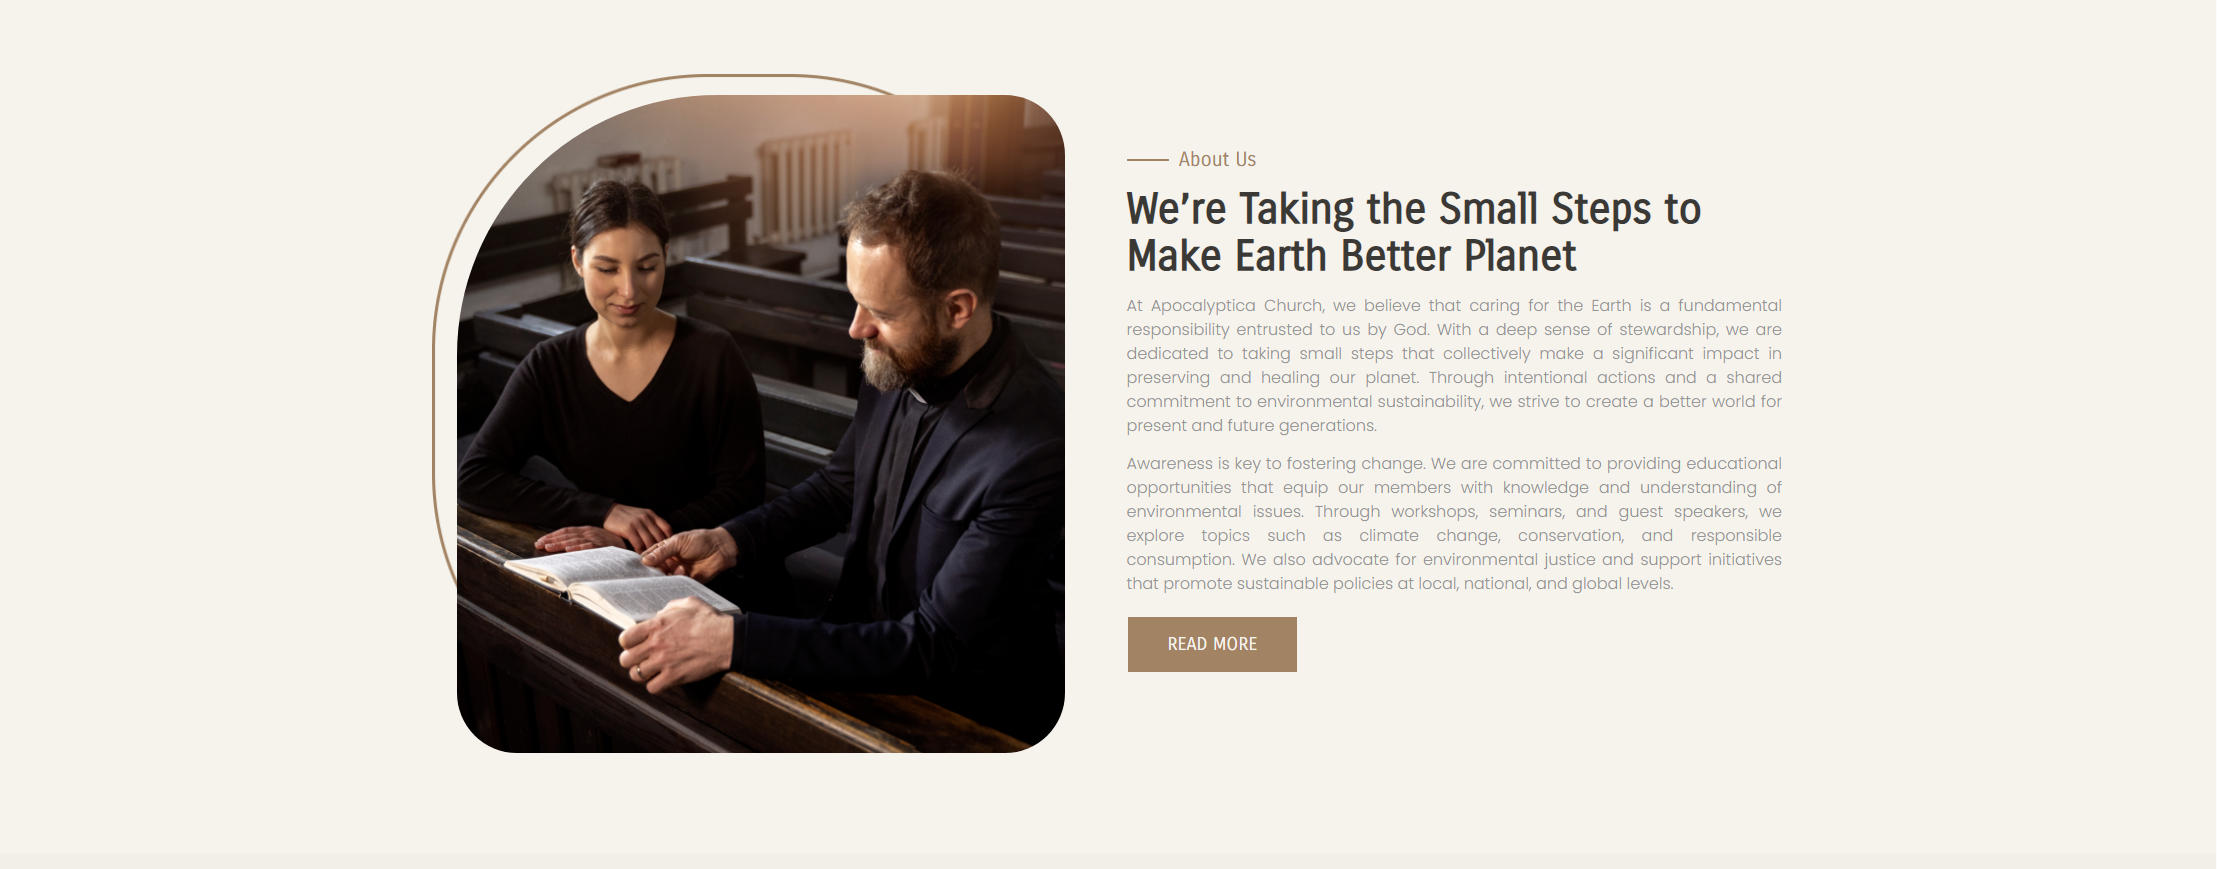 About Us
We’re Taking the Small Steps to
Make Earth Better Planet
At Apocalyptica Church, we believe that caring for the Earth is a fundamental
responsibility entrusted to us by God. With a deep sense of stewardship, we are
dedicated to taking small steps that collectively make a significant impact in
preserving and healing our planet. Through intentional actions and a shared
commitment to environmental sustainability, we strive to create a better world for
present and future generations.
Awareness is key to fostering change. We are committed to providing educational
opportunities that equip our members with knowledge and understanding of
environmental issues. Through workshops, seminars, and guest speakers, we
explore topics such as climate change, conservation, and responsible
consumption. We also advocate for environmental justice and support initiatives
that promote sustainable policies at local, national, and global levels.
READ MORE